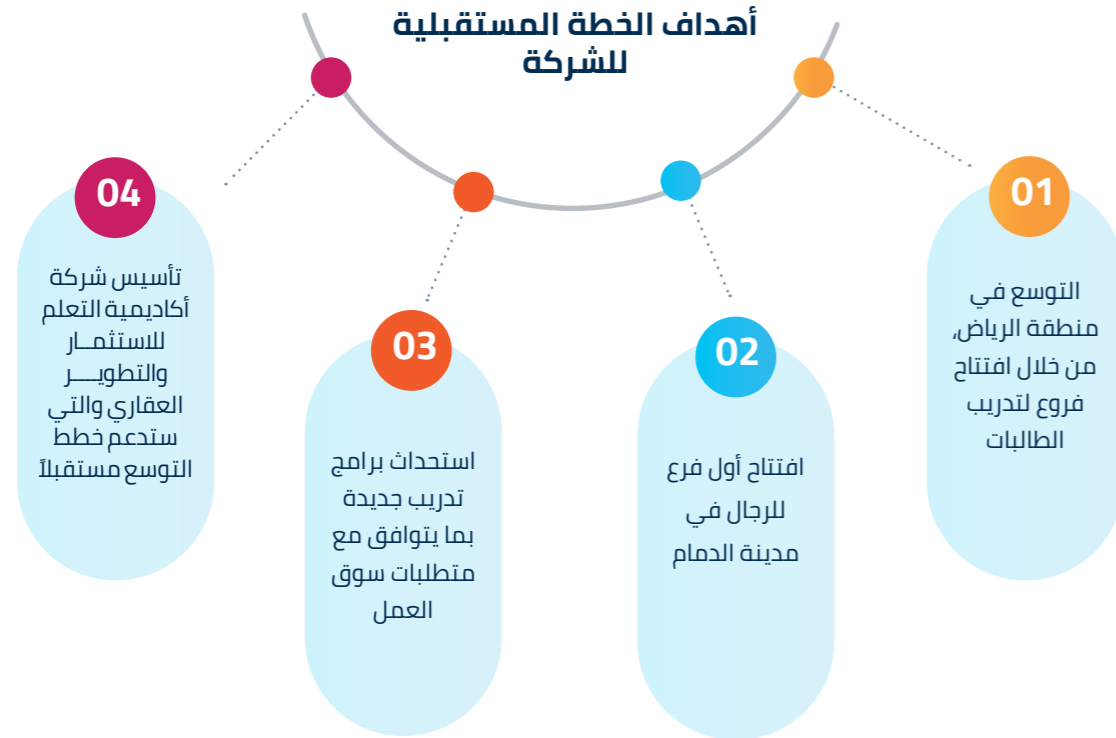 أهداف الخطة المستقبلية
للشركة
01
التوسع في
منطقة الرياض،
من خلال افتتاح
فروع لتدريب
الطالبات
02
افتتاح أول فرع
للرجال في
مدينة الدمام
03
استحداث برامج
تدريب جديدة
بما يتوافق مع
متطلبات سوق
العمل
04
تأسيس شركة
أكاديمية التعلم
للاستثمــار
والتطويــــر
العقاري والتي
ستدعم خطط
التوسع مستقبلاً